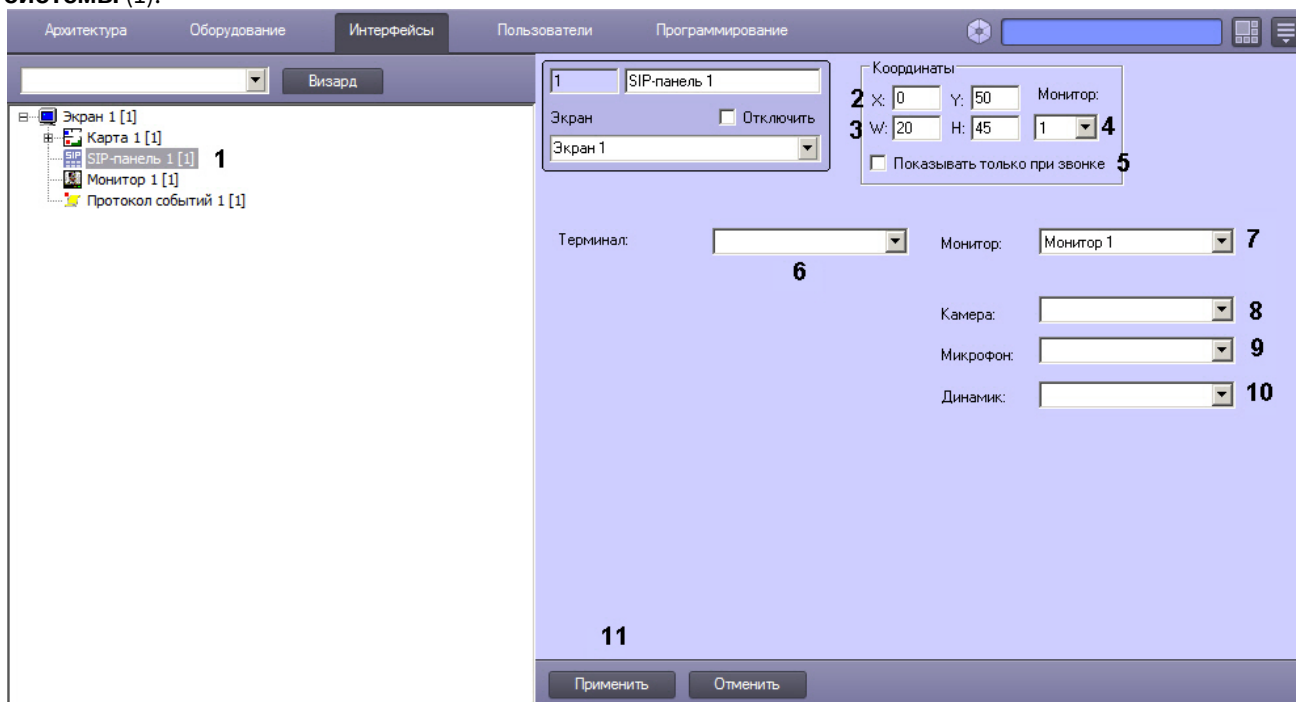 системы (1).
Архитектура Оборудование Интерфейсы Пользователи Программирование
Визард
Экран 1 [1]
Карта 1 [1]
SIP-панель 1 [1] 1
Монитор 1 [1]
Протокол событий 1 [1]
1 SIP-панель 1
Экран Отключить
Экран 1
Координаты
2 X: 0 Y: 50 Монитор:
3 W: 20 H: 45 1 4
Показывать только при звонке 5
Терминал: Монитор: Монитор 1 7
6
Камера: 8
Микрофон: 9
Динамик: 10
11
Применить Отменить